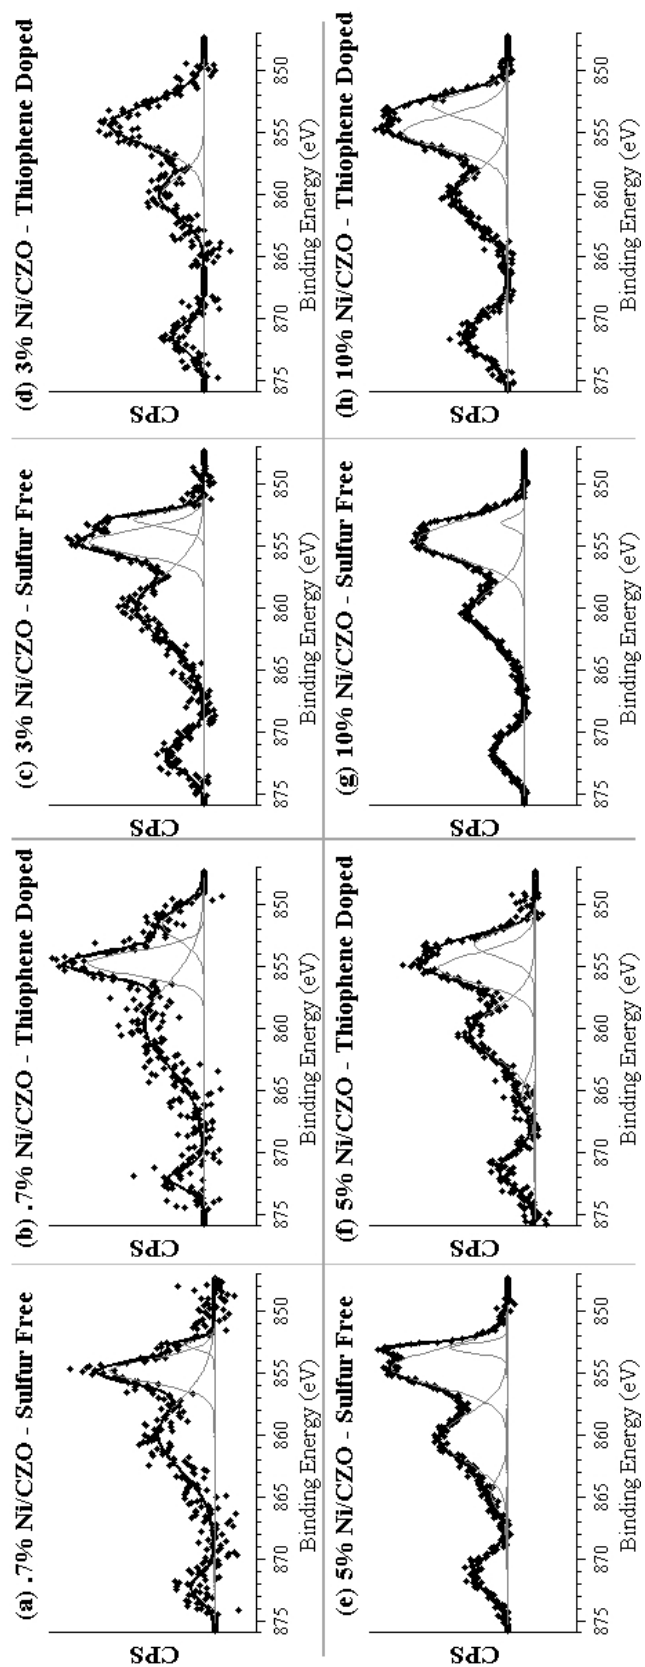 (a) .7% Ni/CZO - Sulfur Free
CPS
875 870 865 860 855 850
Binding Energy (eV)
(b) .7% Ni/CZO - Thiophene Doped
CPS
875 870 865 860 855 850
Binding Energy (eV)
(c) 3% Ni/CZO - Sulfur Free
CPS
875 870 865 860 855 850
Binding Energy (eV)
(d) 3% Ni/CZO - Thiophene Doped
CPS
875 870 865 860 855 850
Binding Energy (eV)
(e) 5% Ni/CZO - Sulfur Free
CPS
875 870 865 860 855 850
Binding Energy (eV)
(f) 5% Ni/CZO - Thiophene Doped
CPS
875 870 865 860 855 850
Binding Energy (eV)
(g) 10% Ni/CZO - Sulfur Free
CPS
875 870 865 860 855 850
Binding Energy (eV)
(h) 10% Ni/CZO - Thiophene Doped
CPS
875 870 865 860 855 850
Binding Energy (eV)